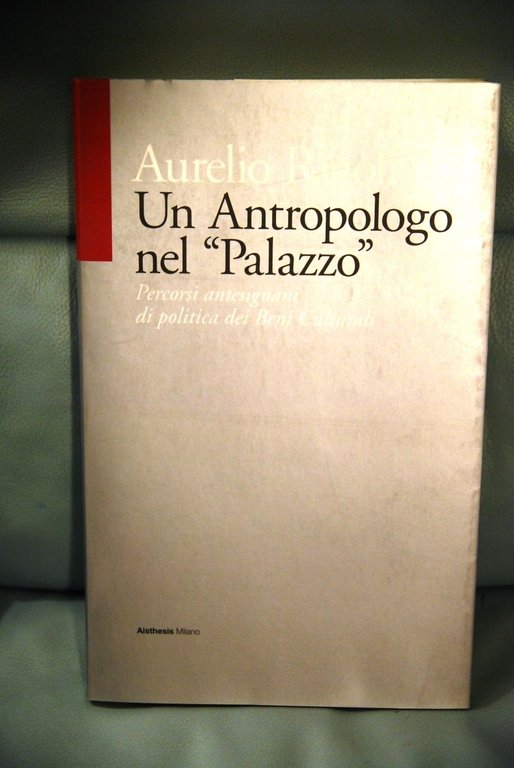 Aurelio
Un Antropologo
nel “Palazzo”
Percorsi antesignani
di politica dei Beni Culturali
Aisthesis Milano